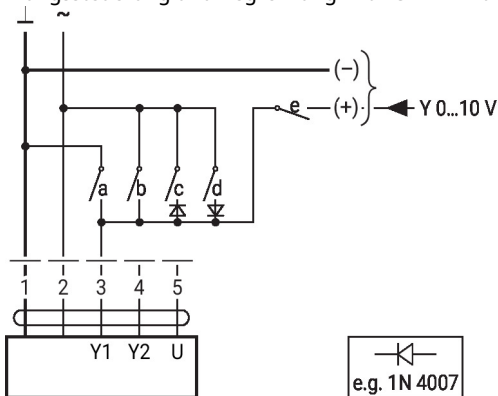 ~
(–)
e
(+)
Y 0...10 V
a b c d
1 2 3 4 5
Y1 Y2 U
e.g. 1N 4007